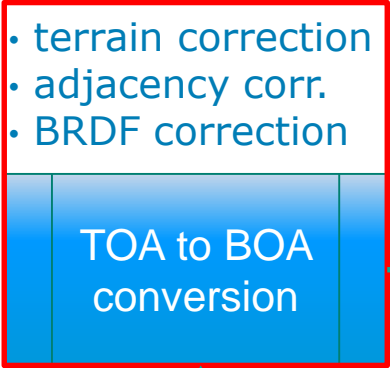 • terrain correction
• adjacency corr.
• BRDF correction
TOA to BOA
conversion